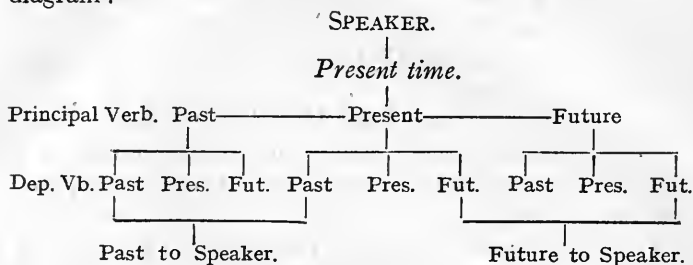 diagram :
SPEAKER.
Present time.
Principal Verb. Past Present Future
Dep. Vb. Past Pres. Fut. Past Pres. Fut. Past Pres. Fut.
Past to Speaker. Future to Speaker.